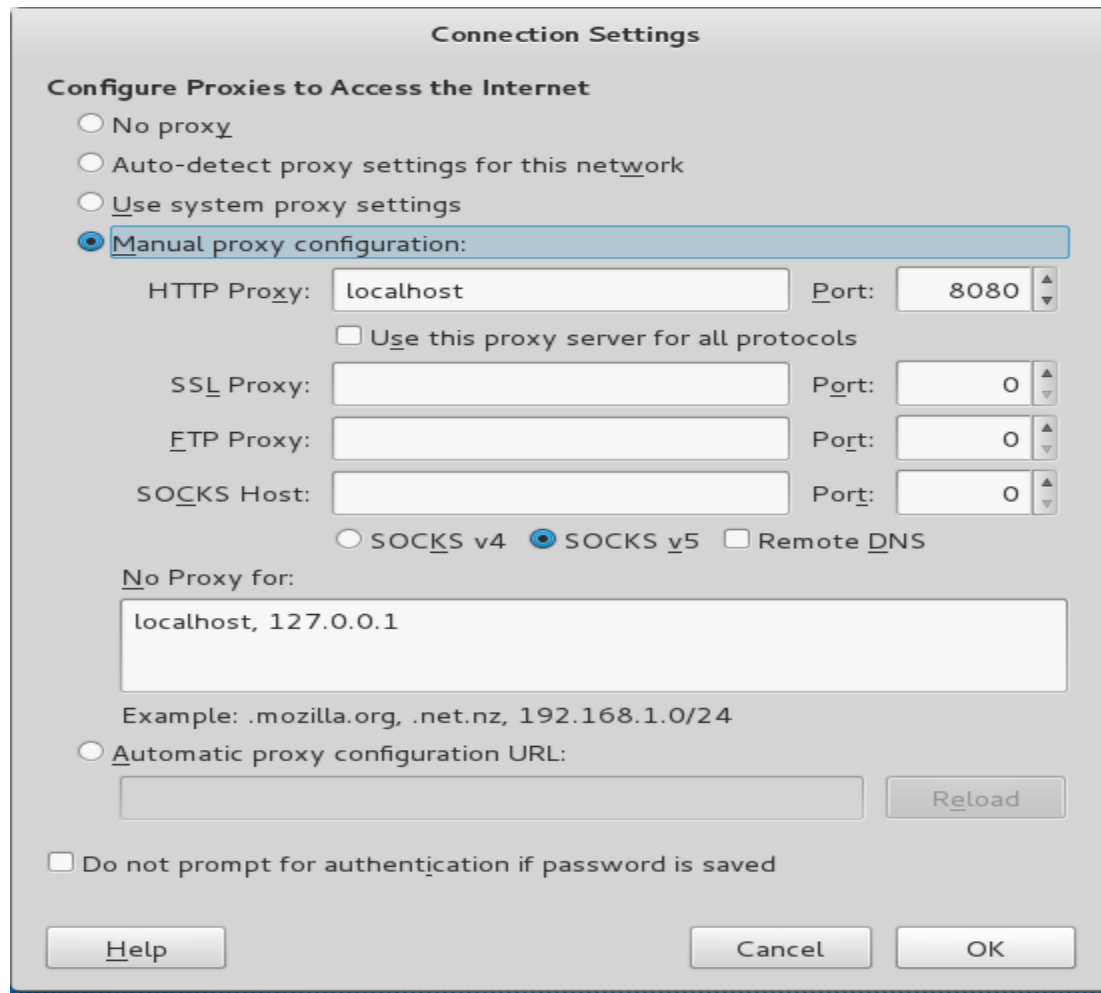 Connection Settings
Configure Proxies to Access the Internet
No proxy
Auto-detect proxy settings for this network
Use system proxy settings
Manual proxy configuration:
HTTP Proxy: localhost Port: 8080
Use this proxy server for all protocols
SSL Proxy: Port: 0
FTP Proxy: Port: 0
SOCKS Host: Port: 0
SOCKS v4 SOCKS v5 Remote DNS
No Proxy for:
localhost, 127.0.0.1
Example: .mozilla.org, .net.nz, 192.168.1.0/24
Automatic proxy configuration URL:
Reload
Do not prompt for authentication if password is saved
Help Cancel OK